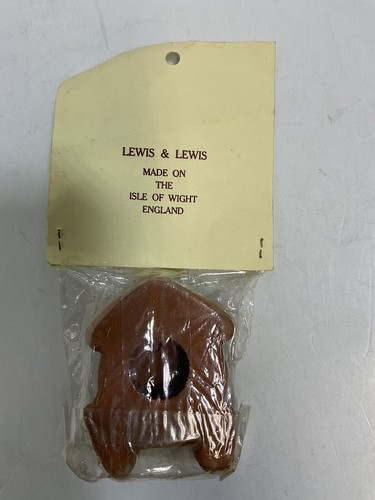 LEWIS & LEWIS
MADE ON
THE
ISLE OF WIGHT
ENGLAND